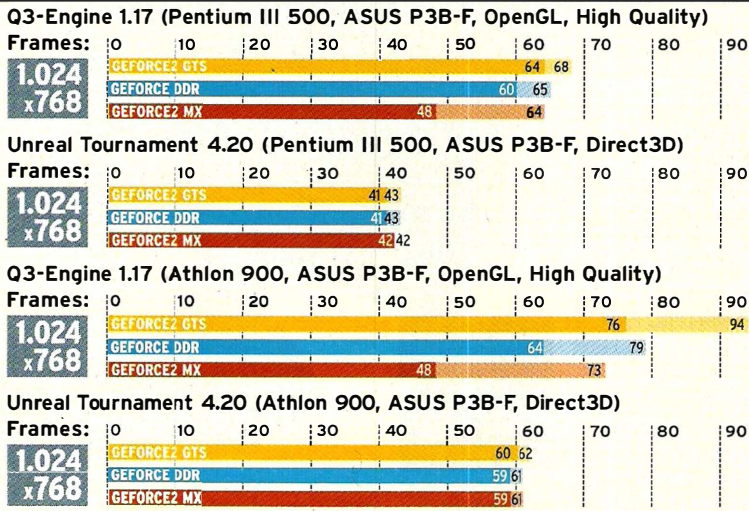 Q3-Engine 1.17 (Pentium III 500, ASUS P3B-F, OpenGL, High Quality)
Frames: 0 10 20 30 40 50 60 70 80 90
1.024 x768
GEFORCE2 GTS 64 68
GEFORCE DDR 60 65
GEFORCE2 MX 48 64
Unreal Tournament 4.20 (Pentium III 500, ASUS P3B-F, Direct3D)
Frames: 0 10 20 30 40 50 60 70 80 90
1.024 x768
GEFORCE2 GTS 41 43
GEFORCE DDR 41 43
GEFORCE2 MX 42 42
Q3-Engine 1.17 (Athlon 900, ASUS P3B-F, OpenGL, High Quality)
Frames: 0 10 20 30 40 50 60 70 80 90
1.024 x768
GEFORCE2 GTS 76 94
GEFORCE DDR 64 79
GEFORCE2 MX 48 73
Unreal Tournament 4.20 (Athlon 900, ASUS P3B-F, Direct3D)
Frames: 0 10 20 30 40 50 60 70 80 90
1.024 x768
GEFORCE2 GTS 60 62
GEFORCE DDR 59 61
GEFORCE2 MX 59 61